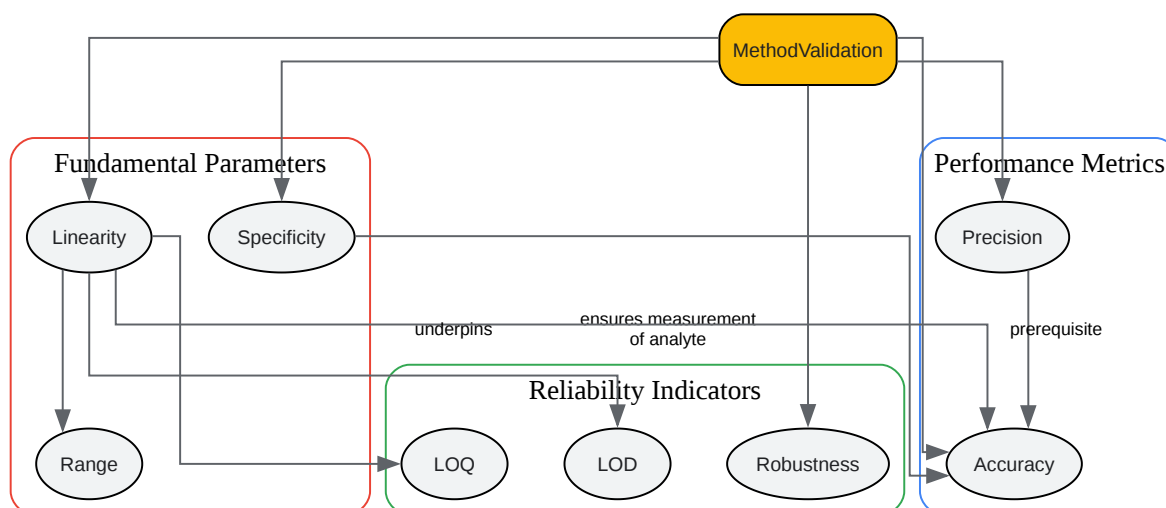 MethodValidation
Fundamental Parameters
Performance Metrics
Linearity
Specificity
Precision
underpins
ensures measurement
of analyte
prerequisite
Reliability Indicators
Range
LOQ
LOD
Robustness
Accuracy